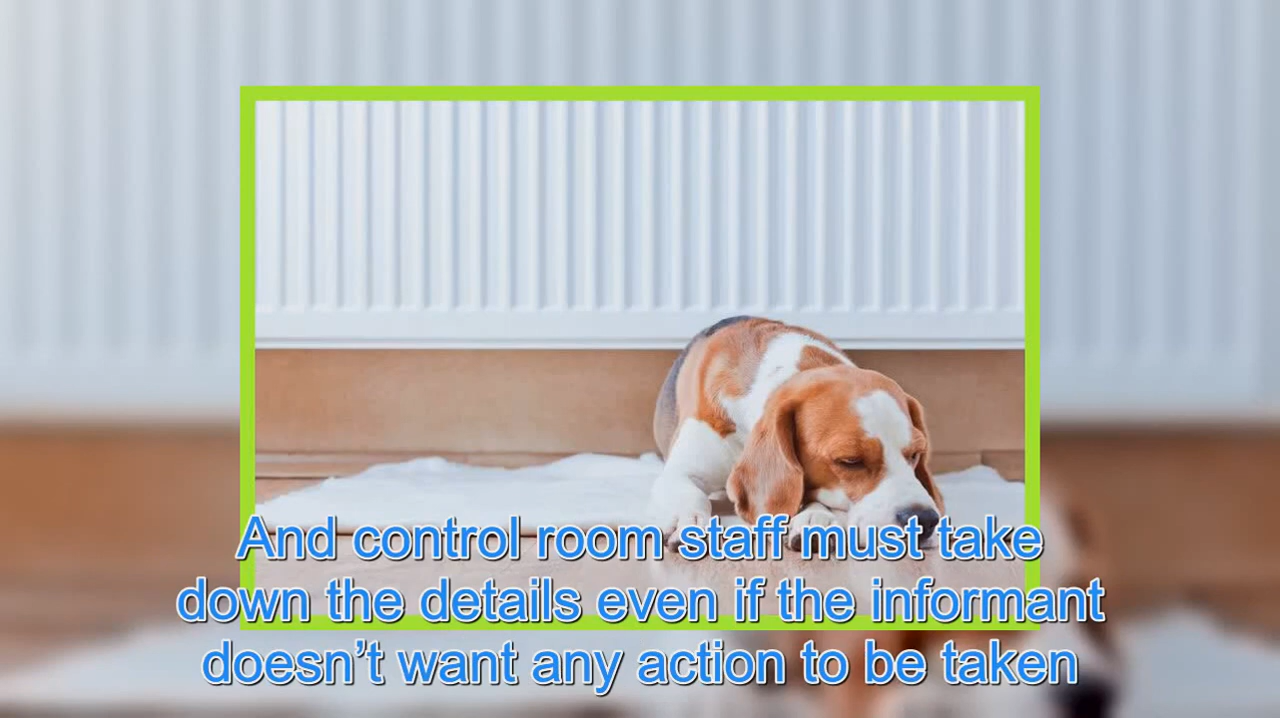 And control room staff must take
down the details even if the informant
doesn’t want any action to be taken